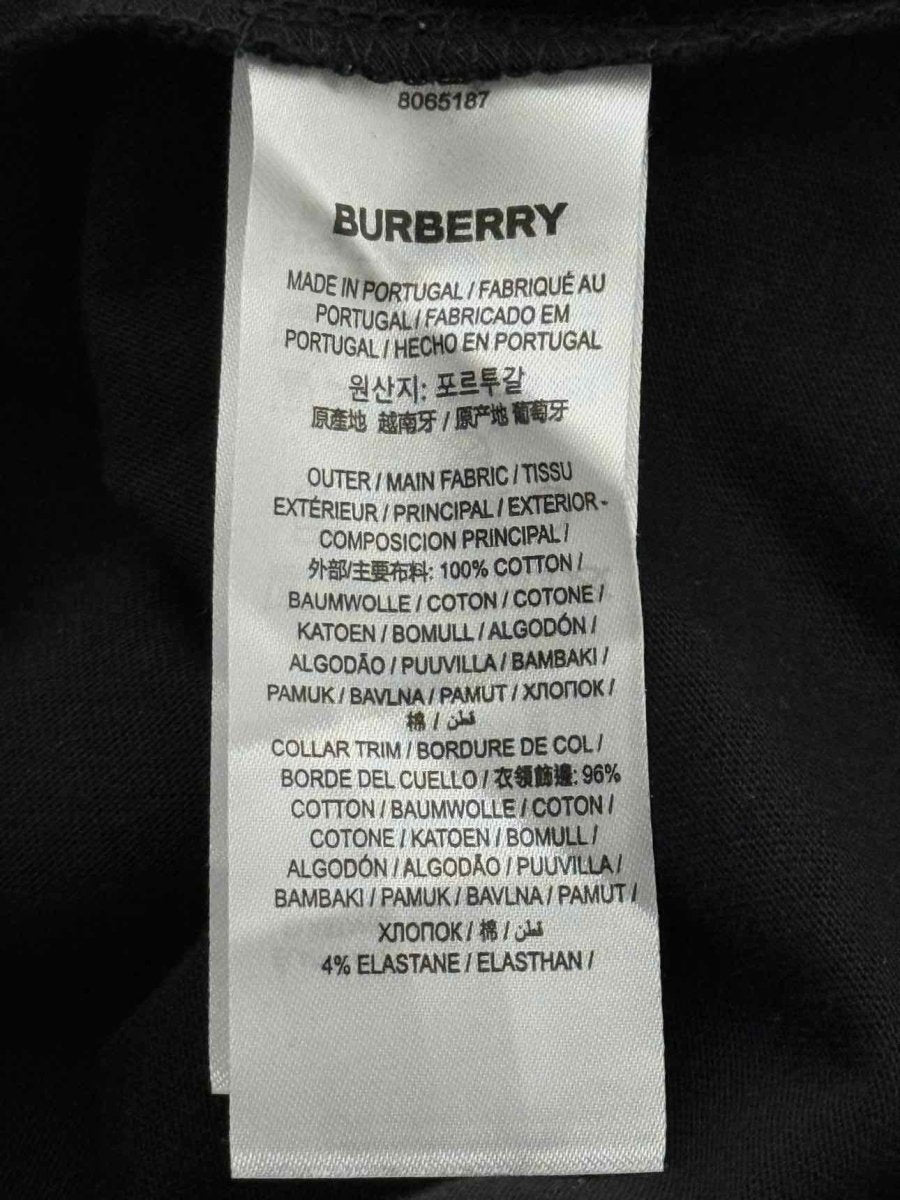 8065187
BURBERRY
MADE IN PORTUGAL / FABRIQUÉ AU
PORTUGAL / FABRICADO EM
PORTUGAL / HECHO EN PORTUGAL
원산지: 포르투갈
原產地 越南牙 / 原产地 葡萄牙
OUTER / MAIN FABRIC / TISSU
EXTÉRIEUR / PRINCIPAL / EXTERIOR -
COMPOSICION PRINCIPAL /
外部/主要布料: 100% COTTON /
BAUMWOLLE / COTON / COTONE /
KATOEN / BOMULL / ALGODÓN /
ALGODÃO / PUUVILLA / BAMBAKI /
PAMUK / BAVLNA / PAMUT / ХЛОПОК /
棉 / قطن /
COLLAR TRIM / BORDURE DE COL /
BORDE DEL CUELLO / 衣領飾邊: 96%
COTTON / BAUMWOLLE / COTON /
COTONE / KATOEN / BOMULL /
ALGODÓN / ALGODÃO / PUUVILLA /
BAMBAKI / PAMUK / BAVLNA / PAMUT /
ХЛОПОК / 棉 / قطن
4% ELASTANE / ELASTHAN /